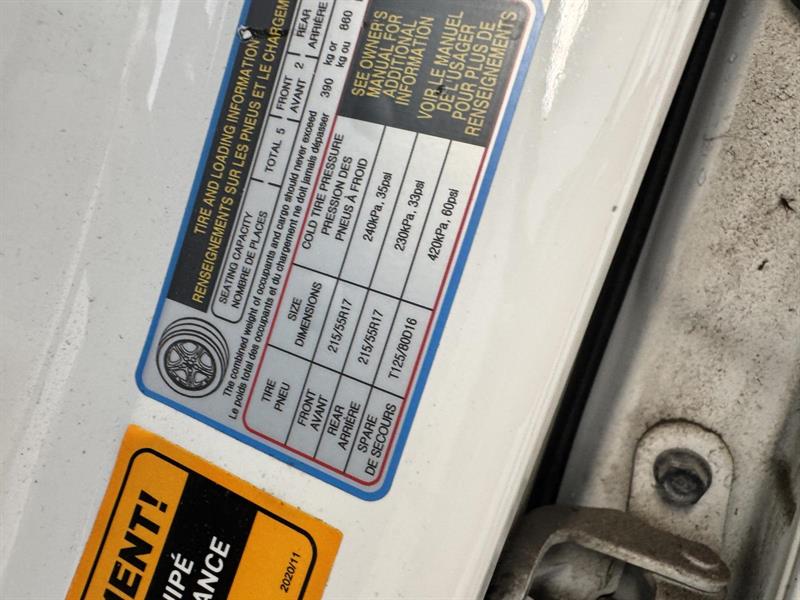 TIRE AND LOADING INFORMATION
RENSEIGNEMENTS SUR LES PNEUS ET LE CHARGEM
SEATING CAPACITY
NOMBRE DE PLACES
TOTAL 5
FRONT
AVANT 2
REAR
ARRIÈRE
The combined weight of occupants and cargo should never exceed
Le poids total des occupants et du chargement ne doit jamais dépasser
390
kg or
kg ou
860
TIRE
PNEU
SIZE
DIMENSIONS
COLD TIRE PRESSURE
PRESSION DES
PNEUS À FROID
SEE OWNER'S
MANUAL FOR
ADDITIONAL
INFORMATION
VOIR LE MANUEL
DE L'USAGER
POUR PLUS DE
RENSEIGNEMENTS
FRONT
AVANT
215/55R17
240kPa, 35psi
REAR
ARRIÈRE
215/55R17
230kPa, 33psi
SPARE
DE SECOURS
T125/80D16
420kPa, 60psi
MENT!
IPÉ
ANCE
2020/11